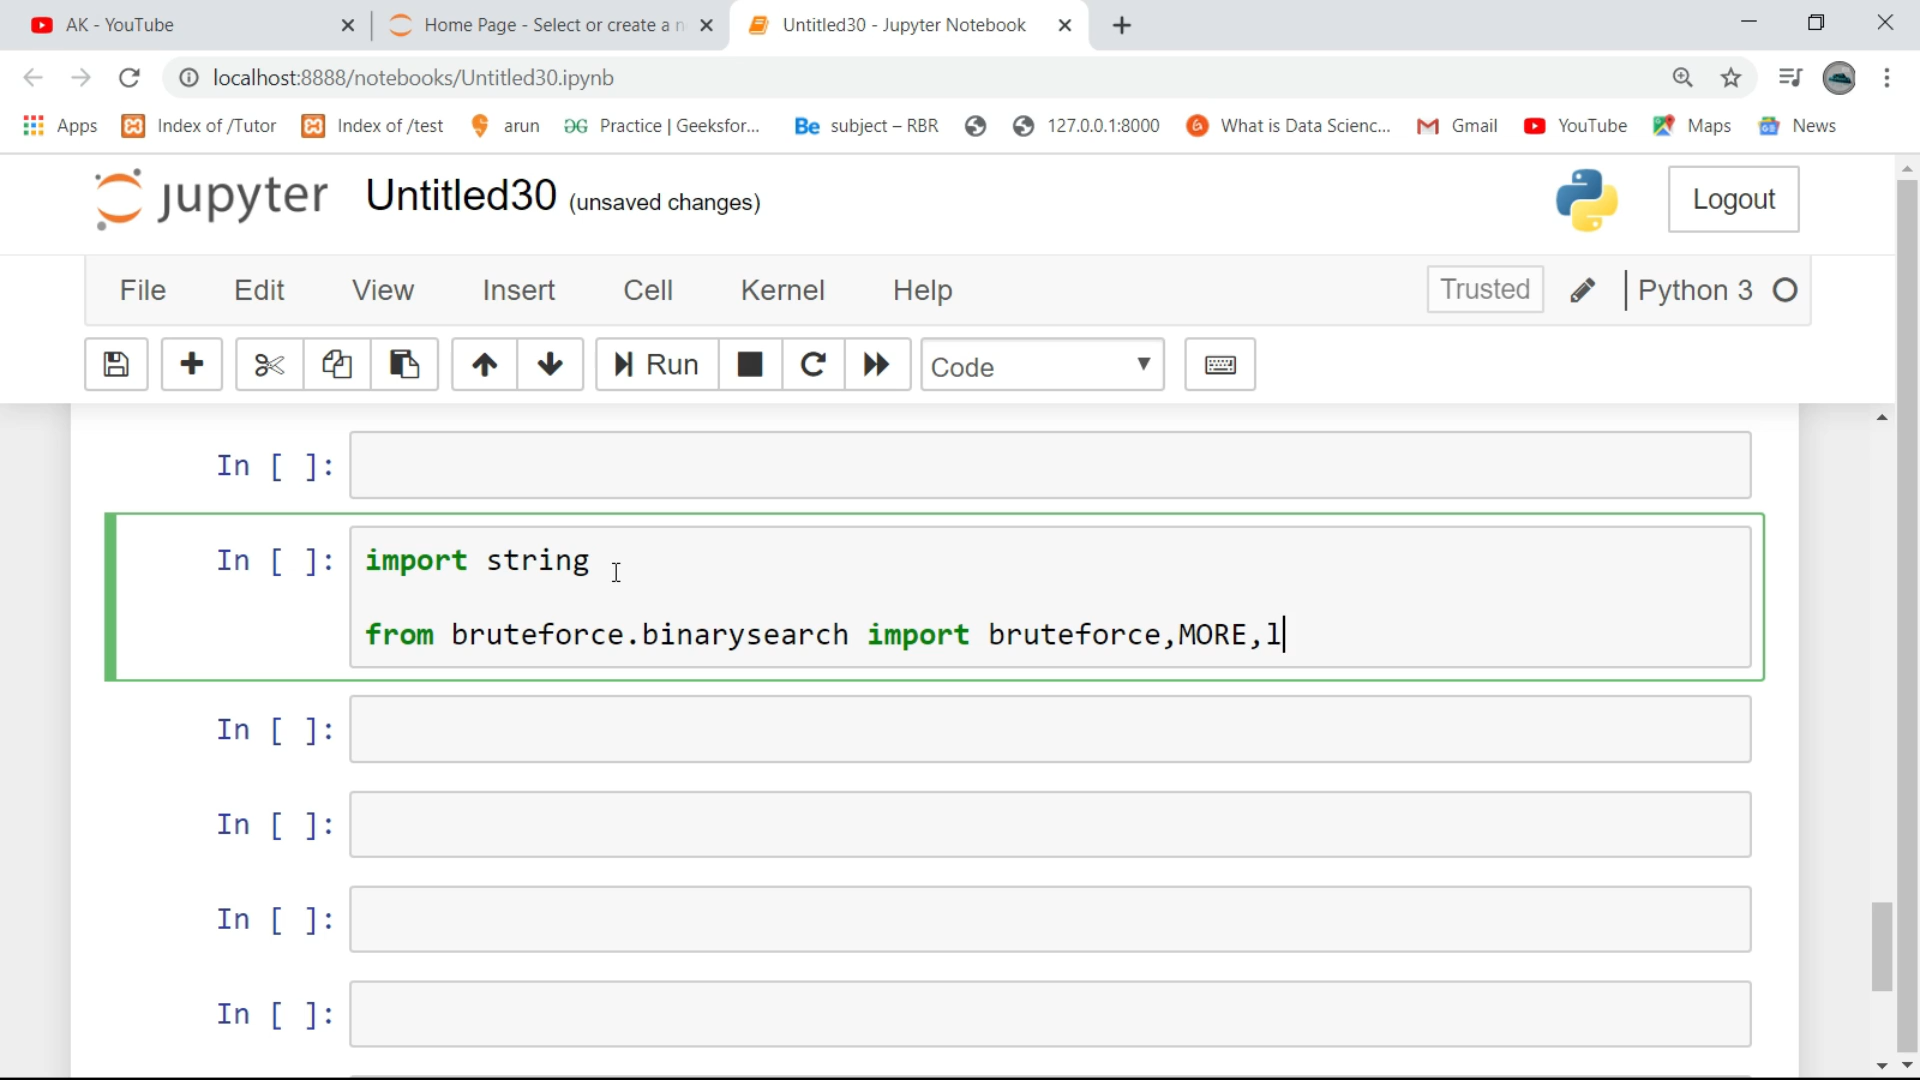 AK - YouTube
Home Page - Select or create a n
Untitled30 - Jupyter Notebook
localhost:8888/notebooks/Untitled30.ipynb
Apps
Index of /Tutor
Index of /test
arun
Practice | Geeksfor...
Be subject – RBR
127.0.0.1:8000
What is Data Scienc...
Gmail
YouTube
Maps
News
jupyter
Untitled30 (unsaved changes)
Logout
File Edit View Insert Cell Kernel Help
Trusted
Python 3
Run
Code
In [ ]:
In [ ]: import string
from bruteforce.binarysearch import bruteforce,MORE,l
In [ ]:
In [ ]:
In [ ]:
In [ ]: